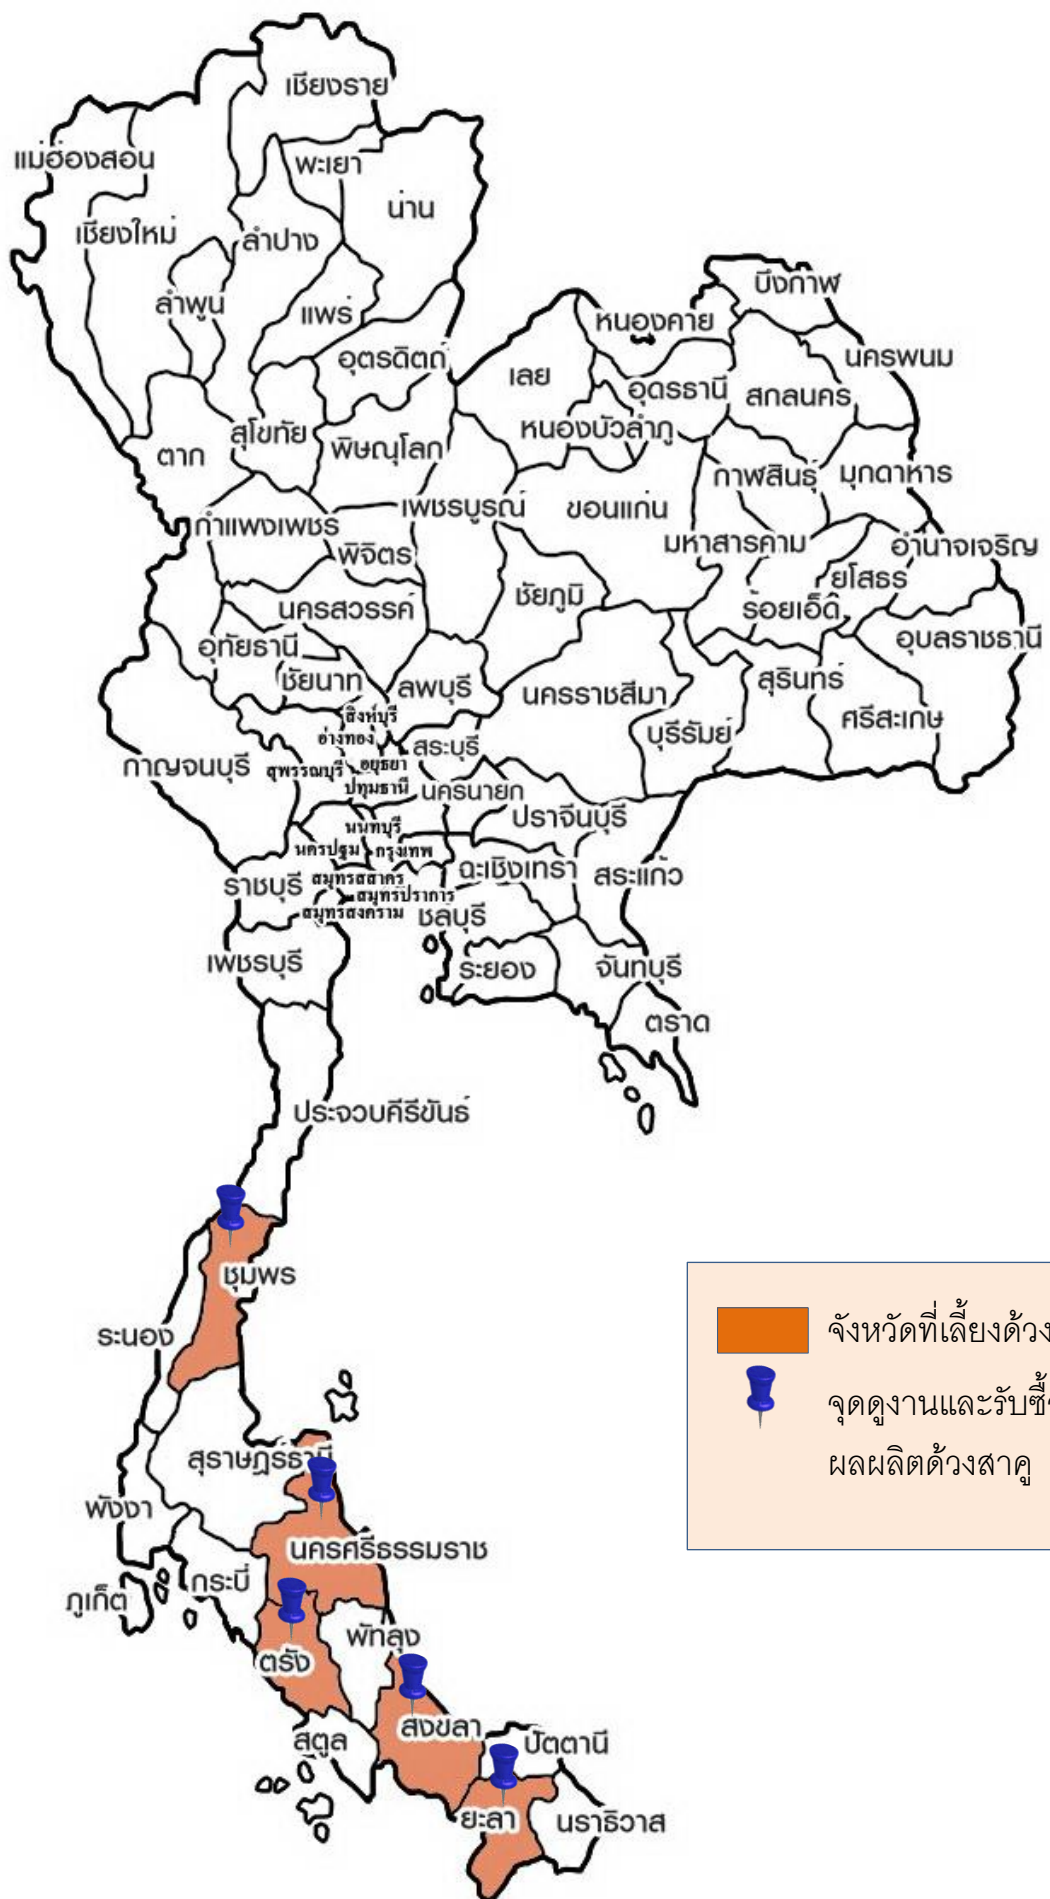 เชียงราย
แม่ฮ่องสอน
พะเยา
น่าน
เชียงใหม่
ลำปาง
ลำพูน
แพร่
บึงกาฬ
หนองคาย
อุตรดิตถ์
นครพนม
เลย
อุดรธานี
สกลนคร
สุโขทัย
หนองบัวลำภู
ตาก
พิษณุโลก
กาฬสินธุ์
มุกดาหาร
กำแพงเพชร
เพชรบูรณ์
ขอนแก่น
มหาสารคาม
อำนาจเจริญ
พิจิตร
ยโสธร
ชัยภูมิ
นครสวรรค์
ร้อยเอ็ด
อุบลราชธานี
อุทัยธานี
ชัยนาท
ลพบุรี
นครราชสีมา
สุรินทร์
ศรีสะเกษ
สิงห์บุรี
อ่างทอง
สระบุรี
บุรีรัมย์
กาญจนบุรี
สุพรรณบุรี
อยุธยา
ปทุมธานี
นครนายก
ปราจีนบุรี
นนทบุรี
นครปฐม
กรุงเทพ
ฉะเชิงเทรา
สระแก้ว
ราชบุรี
สมุทรสาคร
สมุทรปราการ
สมุทรสงคราม
ชลบุรี
เพชรบุรี
ระยอง
จันทบุรี
ตราด
ประจวบคีรีขันธ์
ชุมพร
ระนอง
จังหวัดที่เลี้ยงด้วง
จุดดูงานและรับซื้อ
ผลผลิตด้วงสาคู
สุราษฎร์ธานี
พังงา
นครศรีธรรมราช
กระบี่
ภูเก็ต
พัทลุง
ตรัง
สงขลา
สตูล
ปัตตานี
ยะลา
นราธิวาส